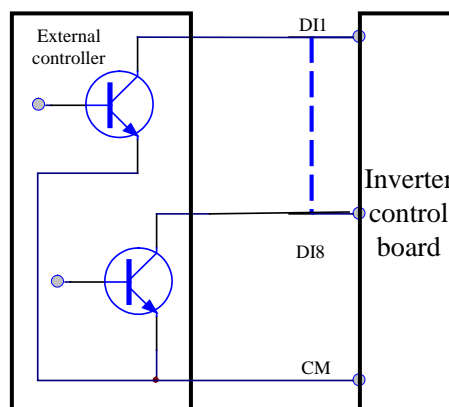 External
controller
DI1
Inverter
control
board
DI8
CM